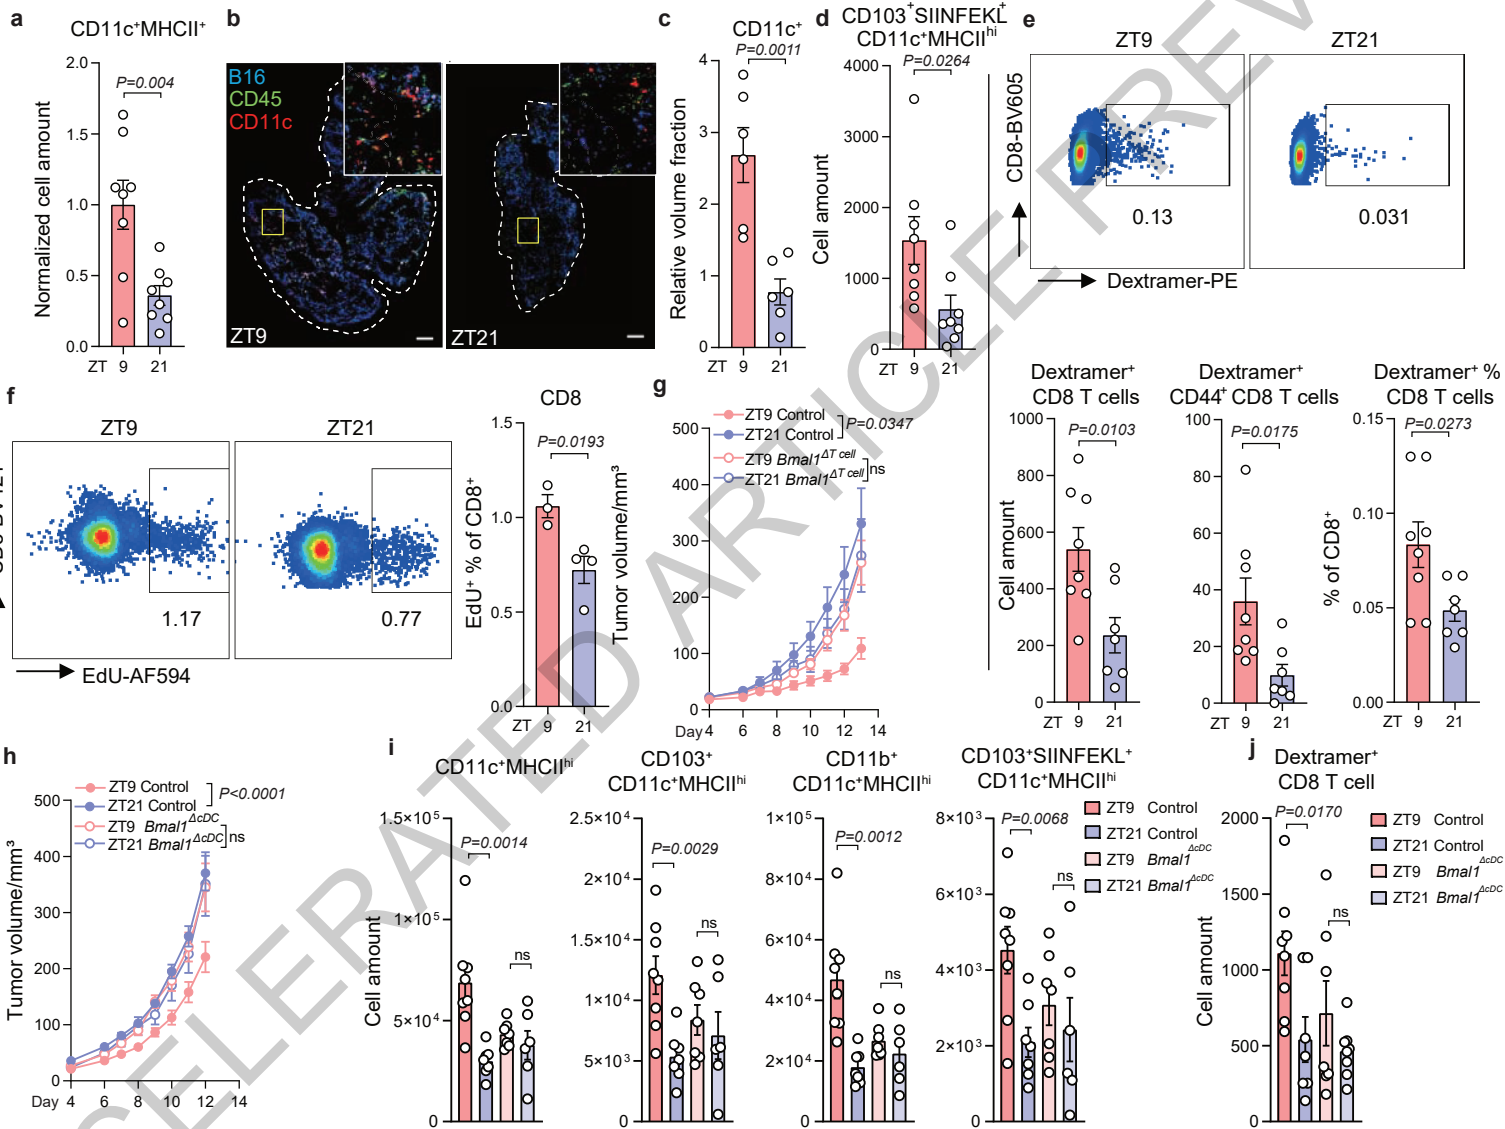 a
CD11c⁺MHCII⁺
Normalized cell amount
2.0
1.5
1.0
0.5
0.0
P=0.004
ZT 9 21
b
B16
CD45
CD11c
ZT9
ZT21
c
CD11c⁺
P=0.0011
Relative volume fraction
4
3
2
1
0
ZT 9 21
d
CD103⁺SIINFEKL⁺
CD11c⁺MHCIIʰⁱ
P=0.0264
Cell amount
4000
3000
2000
1000
0
ZT 9 21
e
ZT9 ZT21
CD8-BV605
0.13
0.031
Dextramer-PE
Dextramer⁺
CD8 T cells
P=0.0103
Cell amount
1000
800
600
400
200
0
ZT 9 21
Dextramer⁺
CD44⁺ CD8 T cells
P=0.0175
100
80
60
40
20
0
ZT 9 21
Dextramer⁺ %
CD8 T cells
P=0.0273
% of CD8⁺
0.15
0.10
0.05
0.00
ZT 9 21
f
ZT9 ZT21
1.17
0.77
EdU-AF594
CD8
P=0.0193
EdU⁺ % of CD8⁺
1.5
1.0
0.5
0.0
ZT 9 21
g
ZT9 Control
ZT21 Control
P=0.0347
ZT9 Bmal1ᐞᵀ ᶜᵉˡˡ
ZT21 Bmal1ᐞᵀ ᶜᵉˡˡ
ns
Tumor volume/mm³
500
400
300
200
100
0
Day 4 6 8 10 12 14
h
ZT9 Control
ZT21 Control
P<0.0001
ZT9 Bmal1ᐞᶜᴰᶜ
ZT21 Bmal1ᐞᶜᴰᶜ
ns
Tumor volume/mm³
500
400
300
200
100
0
Day 4 6 8 10 12 14
i
CD11c⁺MHCIIʰⁱ
P=0.0014
ns
Cell amount
1.5×10⁵
1×10⁵
5×10⁴
0
CD103⁺
CD11c⁺MHCIIʰⁱ
P=0.0029
ns
2.5×10⁴
2×10⁴
1.5×10⁴
1×10⁴
5×10³
0
CD11b⁺
CD11c⁺MHCIIʰⁱ
P=0.0012
ns
1×10⁵
8×10⁴
6×10⁴
4×10⁴
2×10⁴
0
CD103⁺SIINFEKL⁺
CD11c⁺MHCIIʰⁱ
P=0.0068
ns
8×10³
6×10³
4×10³
2×10³
0
ZT9 Control
ZT21 Control
ZT9 Bmal1ᐞᶜᴰᶜ
ZT21 Bmal1ᐞᶜᴰᶜ
j
Dextramer⁺
CD8 T cell
P=0.0170
ns
Cell amount
2000
1500
1000
500
0
ZT9 Control
ZT21 Control
ZT9 Bmal1ᐞᶜᴰᶜ
ZT21 Bmal1ᐞᶜᴰᶜ